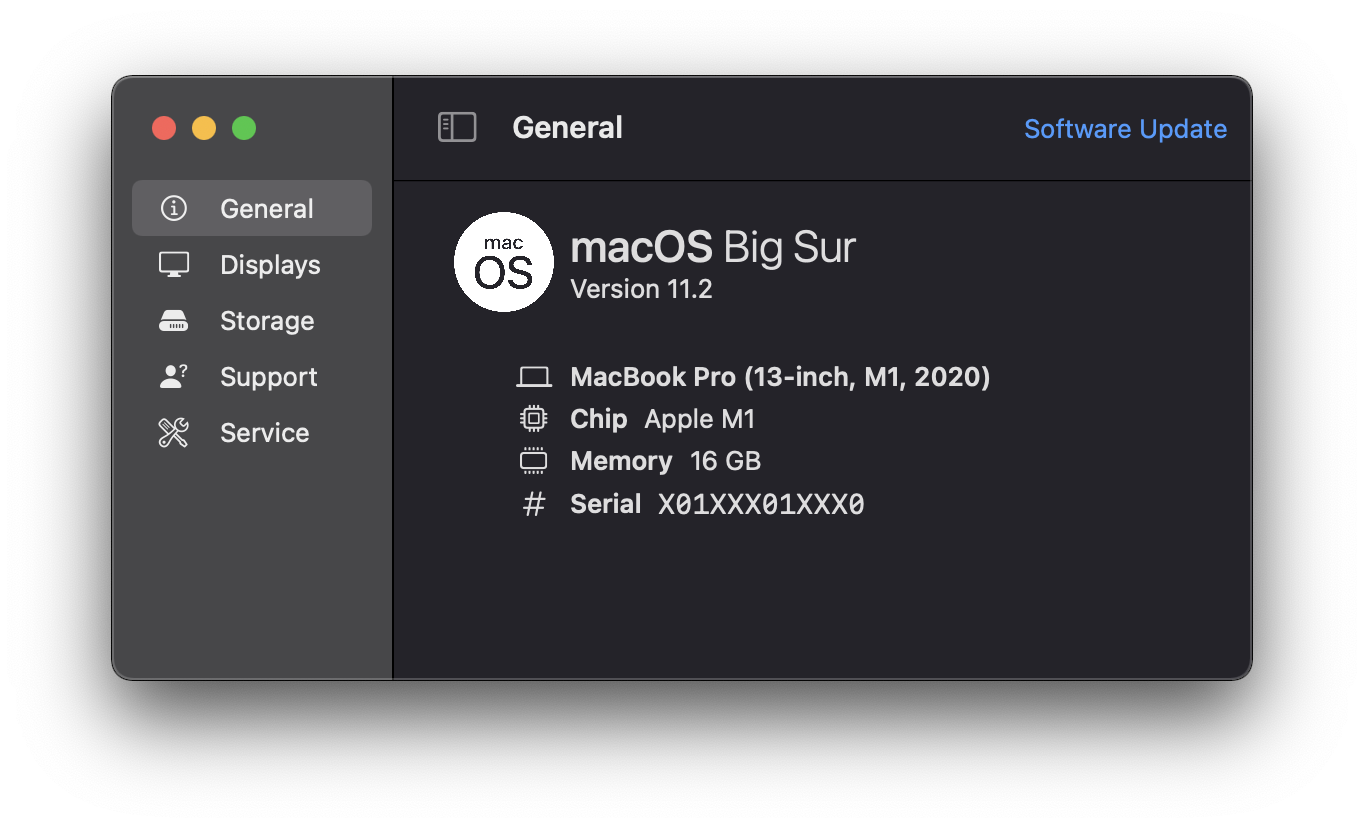 General
Software Update
General
Displays
Storage
Support
Service
mac
OS
macOS Big Sur
Version 11.2
MacBook Pro (13-inch, M1, 2020)
Chip Apple M1
Memory 16 GB
# Serial X01XXX01XXX0